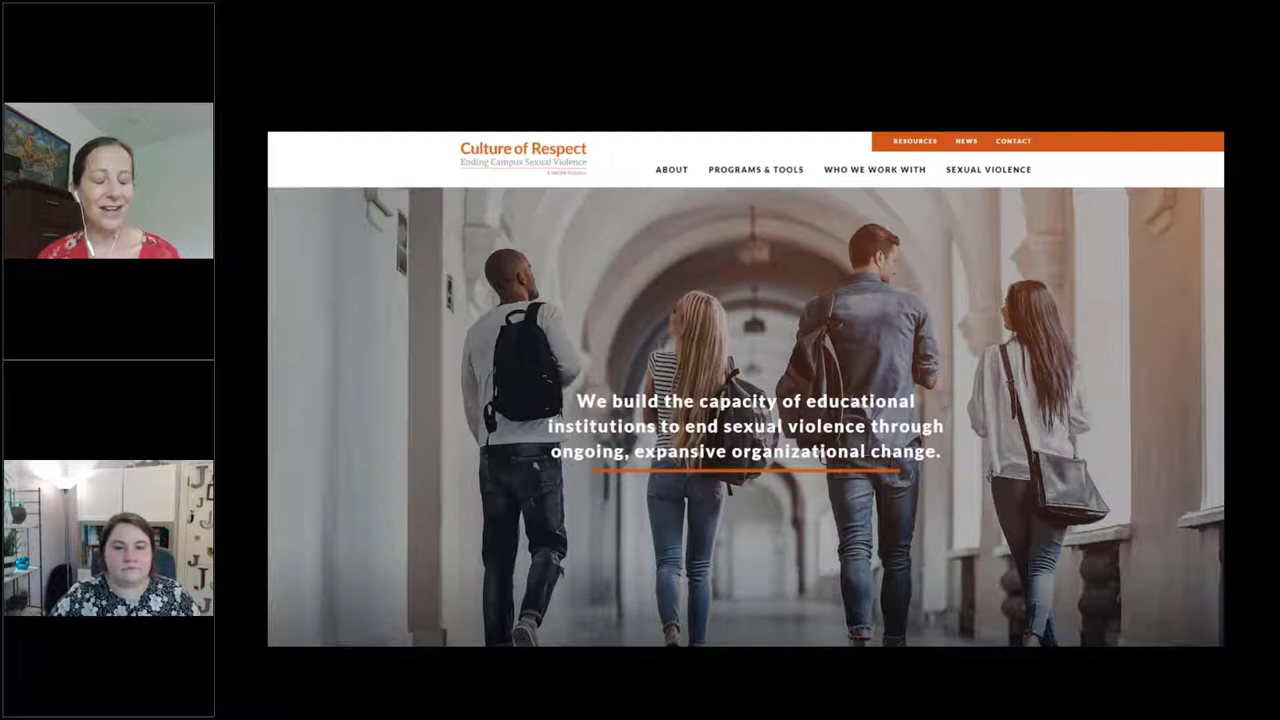 RESOURCES NEWS CONTACT
Culture of Respect
Ending Campus Sexual Violence
ABOUT PROGRAMS & TOOLS WHO WE WORK WITH SEXUAL VIOLENCE
We build the capacity of educational
institutions to end sexual violence through
ongoing, expansive organizational change.
J
J
J
J